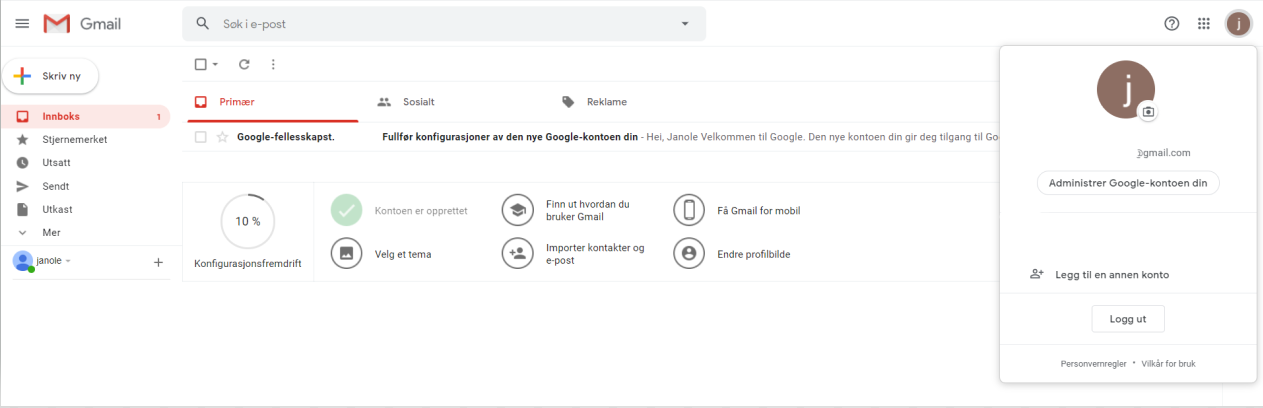 Gmail
Søk i e-post
j
Skriv ny
Innboks 1
Stjernemerket
Utsatt
Sendt
Utkast
Mer
janole
Primær
Sosialt
Reklame
Google-fellesskapst. Fullfør konfigurasjoner av den nye Google-kontoen din - Hei, Janole Velkommen til Google. Den nye kontoen din gir deg tilgang til Go
10 %
Konfigurasjonsfremdrift
Kontoen er opprettet
Finn ut hvordan du
bruker Gmail
Få Gmail for mobil
Velg et tema
Importer kontakter og
e-post
Endre profilbilde
j
@gmail.com
Administrer Google-kontoen din
Legg til en annen konto
Logg ut
Personvernregler • Vilkår for bruk